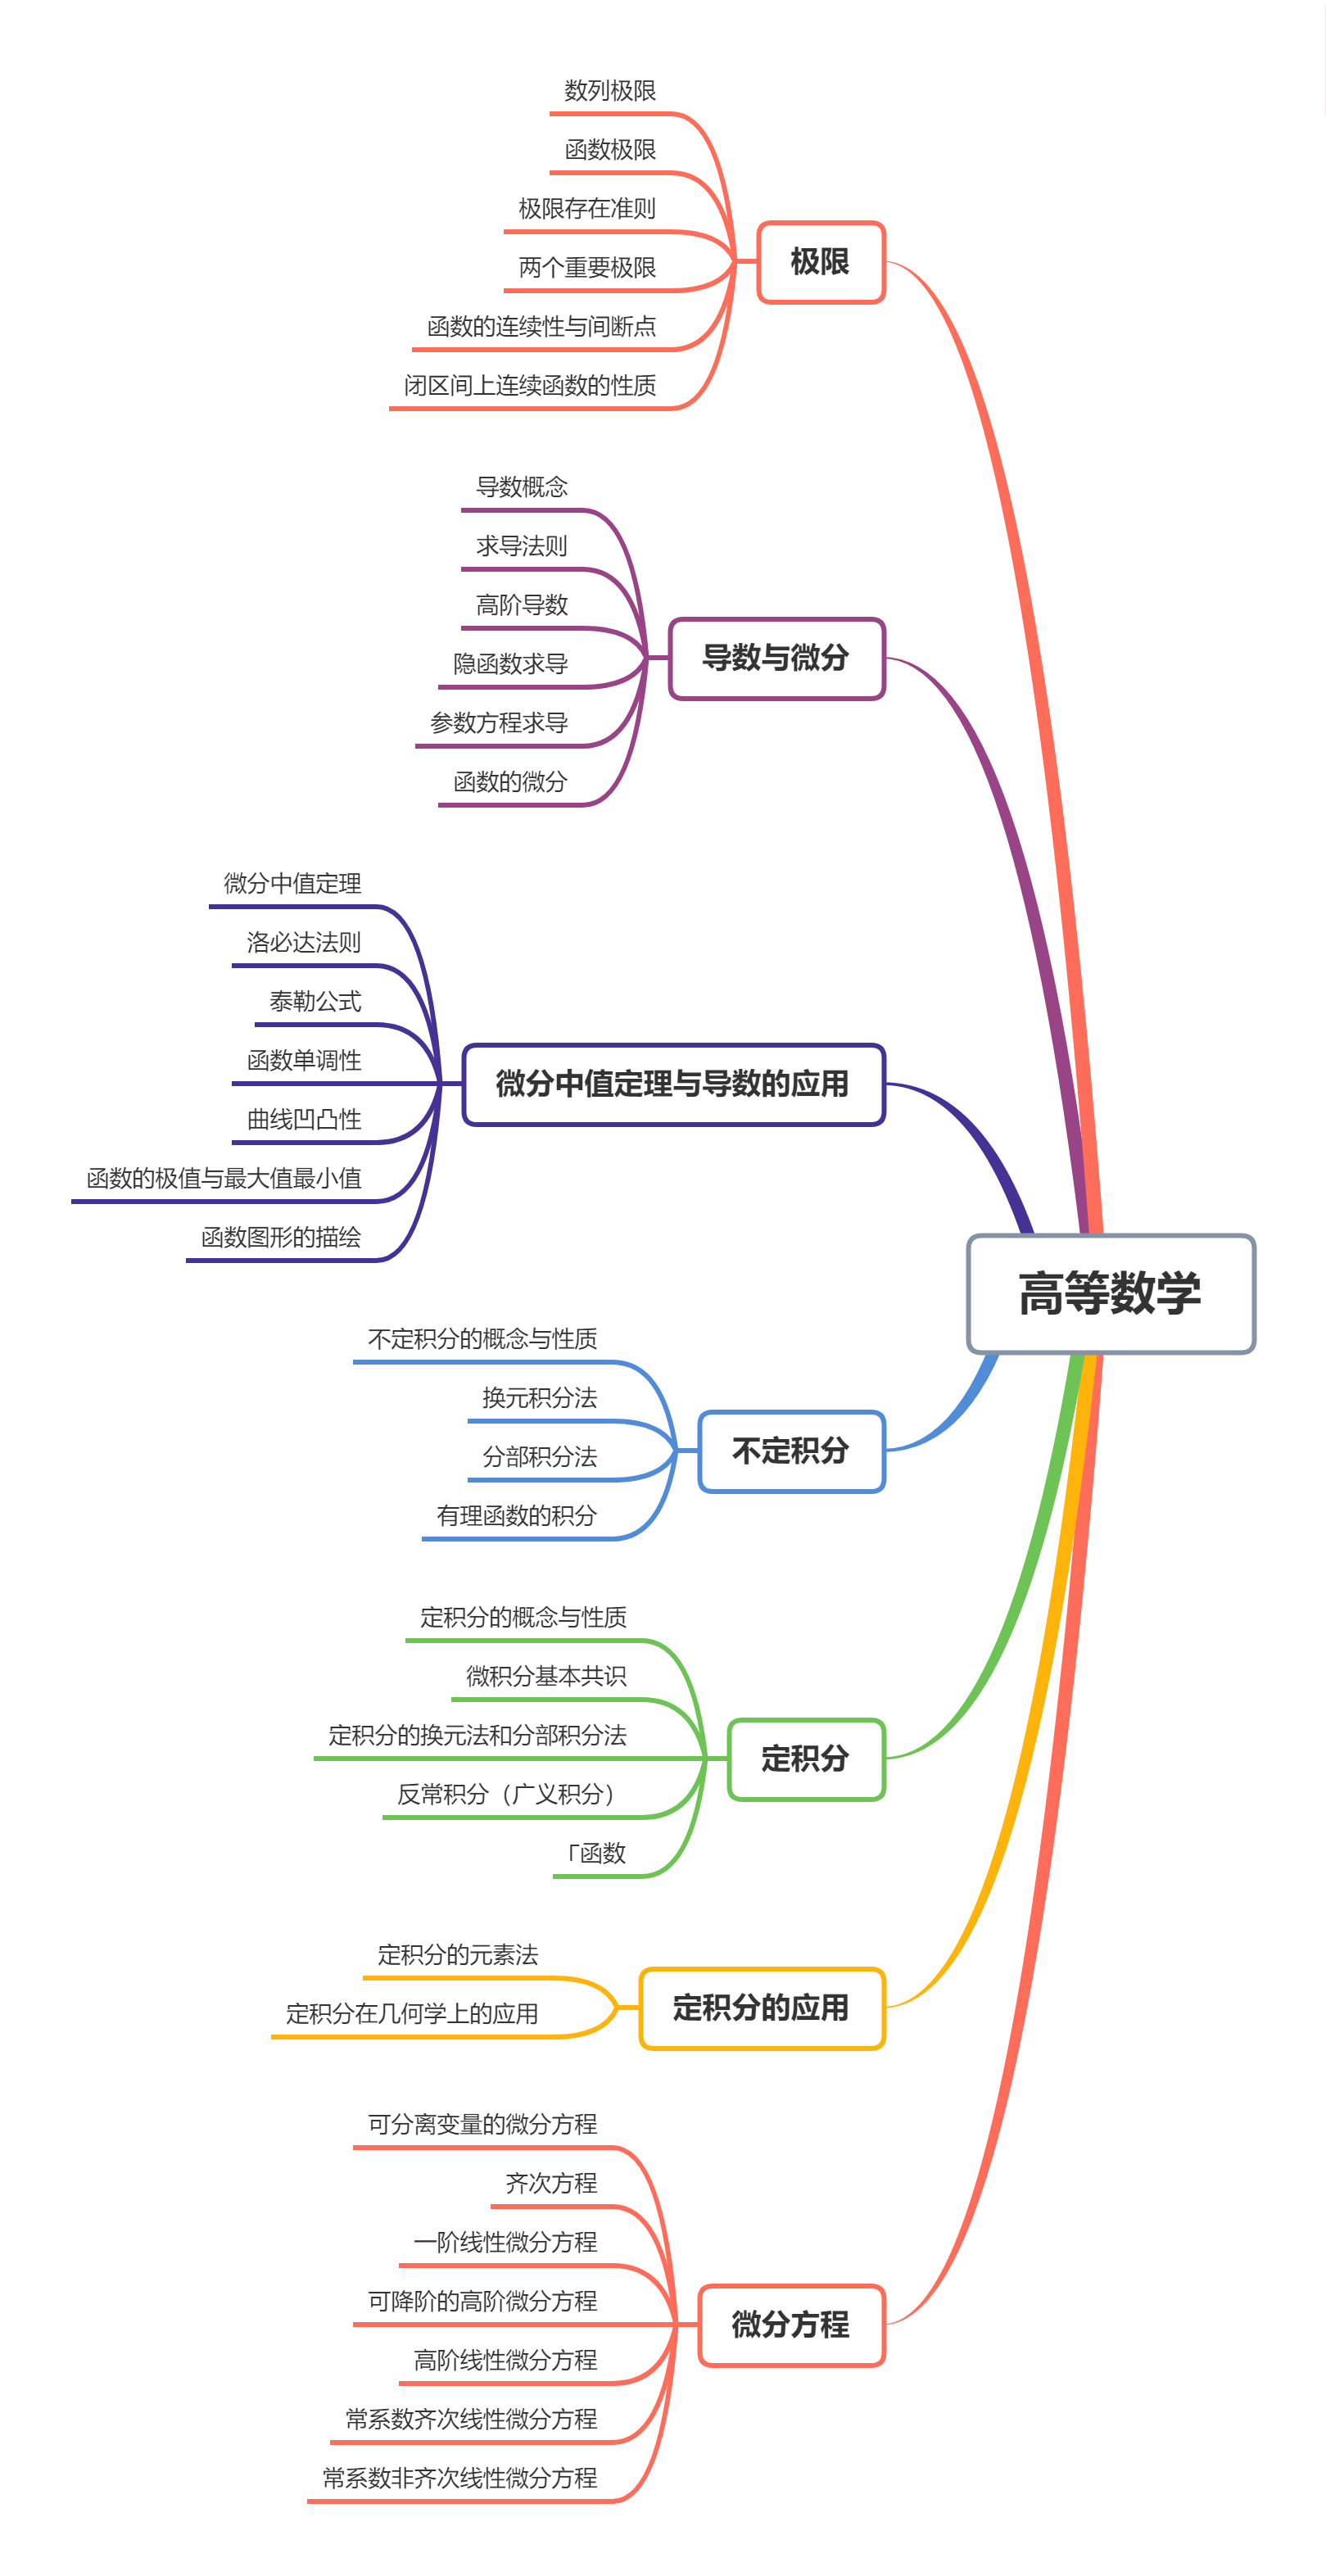 高等数学
极限
数列极限
函数极限
极限存在准则
两个重要极限
函数的连续性与间断点
闭区间上连续函数的性质
导数与微分
导数概念
求导法则
高阶导数
隐函数求导
参数方程求导
函数的微分
微分中值定理与导数的应用
微分中值定理
洛必达法则
泰勒公式
函数单调性
曲线凹凸性
函数的极值与最大值最小值
函数图形的描绘
不定积分
不定积分的概念与性质
换元积分法
分部积分法
有理函数的积分
定积分
定积分的概念与性质
微积分基本共识
定积分的换元法和分部积分法
反常积分（广义积分）
「函数
定积分的应用
定积分的元素法
定积分在几何学上的应用
微分方程
可分离变量的微分方程
齐次方程
一阶线性微分方程
可降阶的高阶微分方程
高阶线性微分方程
常系数齐次线性微分方程
常系数非齐次线性微分方程